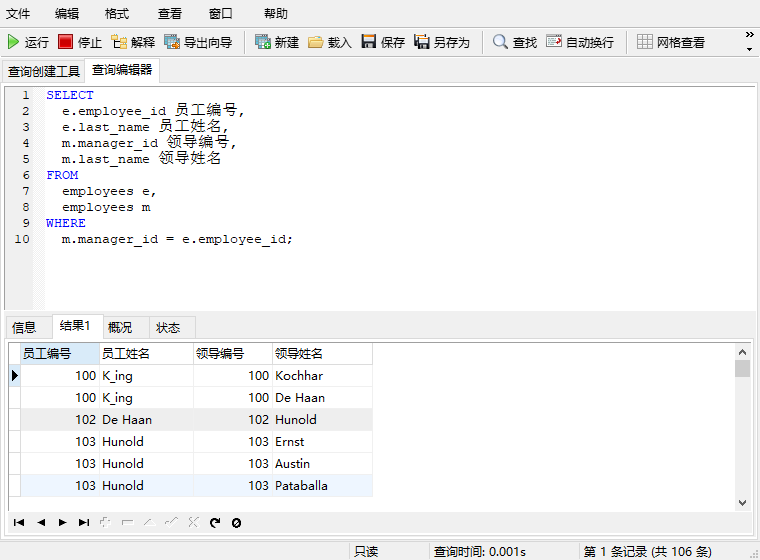 文件 编辑 格式 查看 窗口 帮助
运行 停止 解释 导出向导 新建 载入 保存 另存为 查找 自动换行 网格查看
查询创建工具 查询编辑器
1 SELECT
2 e.employee_id 员工编号,
3 e.last_name 员工姓名,
4 m.manager_id 领导编号,
5 m.last_name 领导姓名
6 FROM
7 employees e,
8 employees m
9 WHERE
10 m.manager_id = e.employee_id;
信息 结果1 概况 状态
员工编号 员工姓名 领导编号 领导姓名
100 K_ing 100 Kochhar
100 K_ing 100 De Haan
102 De Haan 102 Hunold
103 Hunold 103 Ernst
103 Hunold 103 Austin
103 Hunold 103 Pataballa
只读 查询时间: 0.001s 第 1 条记录 (共 106 条)